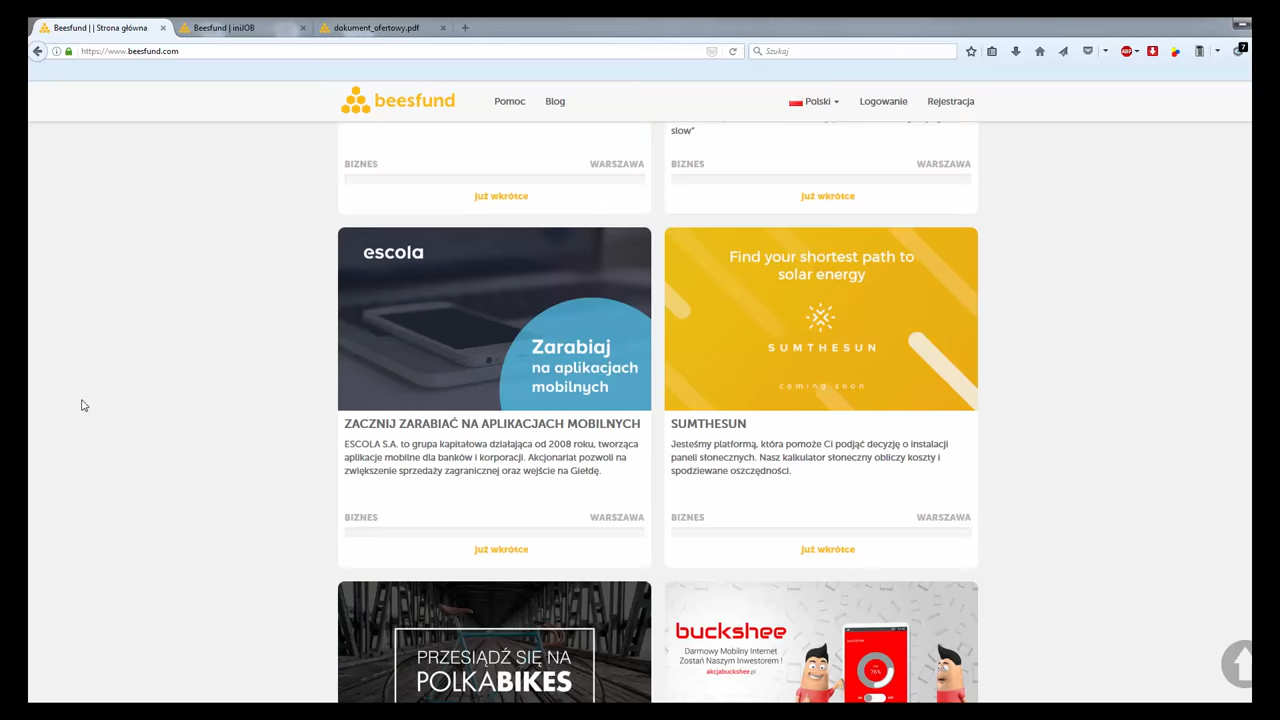 Beesfund | | Strona główna
Beesfund | iniJOB
dokument_ofertowy.pdf
https://www.beesfund.com
Szukaj
ABP
7
beesfund
Pomoc
Blog
Polski
Logowanie
Rejestracja
slow"
BIZNES
WARSZAWA
Już wkrótce
BIZNES
WARSZAWA
Już wkrótce
escola
Zarabiaj
na aplikacjach
mobilnych
ZACZNIJ ZARABIAĆ NA APLIKACJACH MOBILNYCH
ESCOLA S.A. to grupa kapitałowa działająca od 2008 roku, tworząca
aplikacje mobilne dla banków i korporacji. Akcjonariat pozwoli na
zwiększenie sprzedaży zagranicznej oraz wejście na Giełdę.
BIZNES
WARSZAWA
Już wkrótce
Find your shortest path to
solar energy
SUMTHESUN
coming soon
SUMTHESUN
Jesteśmy platformą, która pomoże Ci podjąć decyzję o instalacji
paneli słonecznych. Nasz kalkulator słoneczny obliczy koszty i
spodziewane oszczędności.
BIZNES
WARSZAWA
Już wkrótce
PRZESIĄDŹ SIĘ NA
POLKABIKES
buckshee
Darmowy Mobilny Internet
Zostań Naszym Inwestorem !
akcjabuckshee.pl
76%